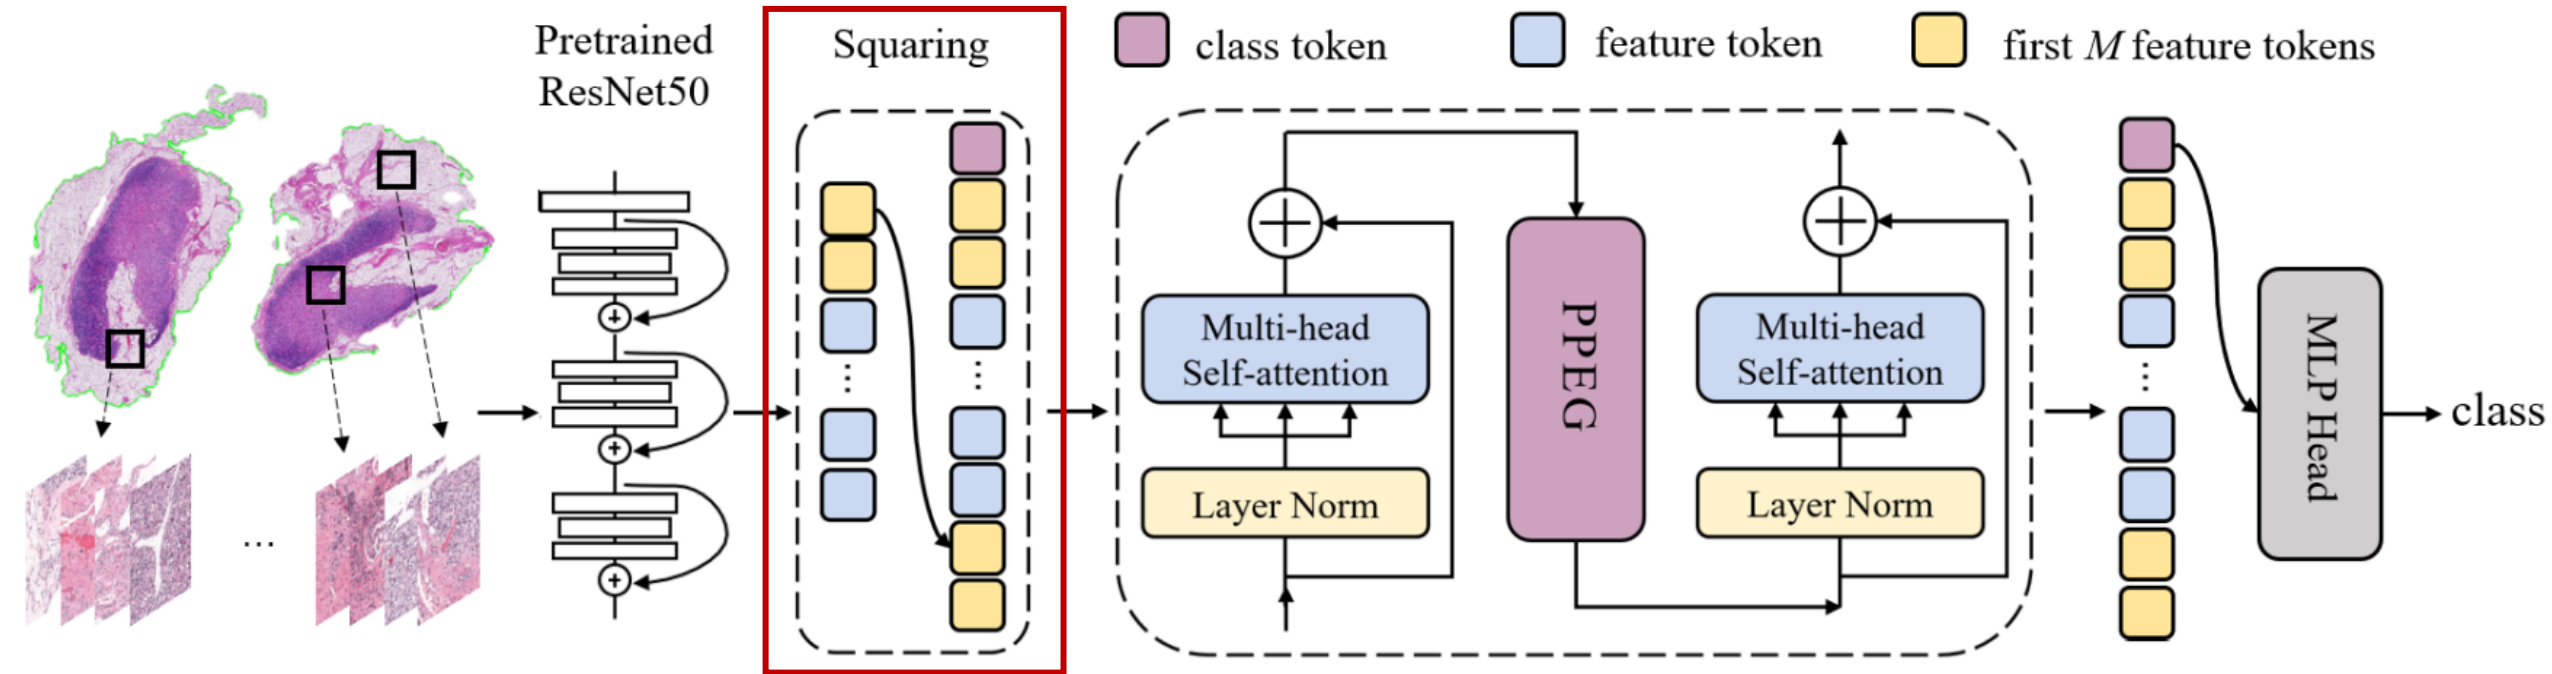 Pretrained
ResNet50
Squaring
class token
feature token
first M feature tokens
Multi-head
Self-attention
Layer Norm
PPEG
Multi-head
Self-attention
Layer Norm
MLP Head
class
...